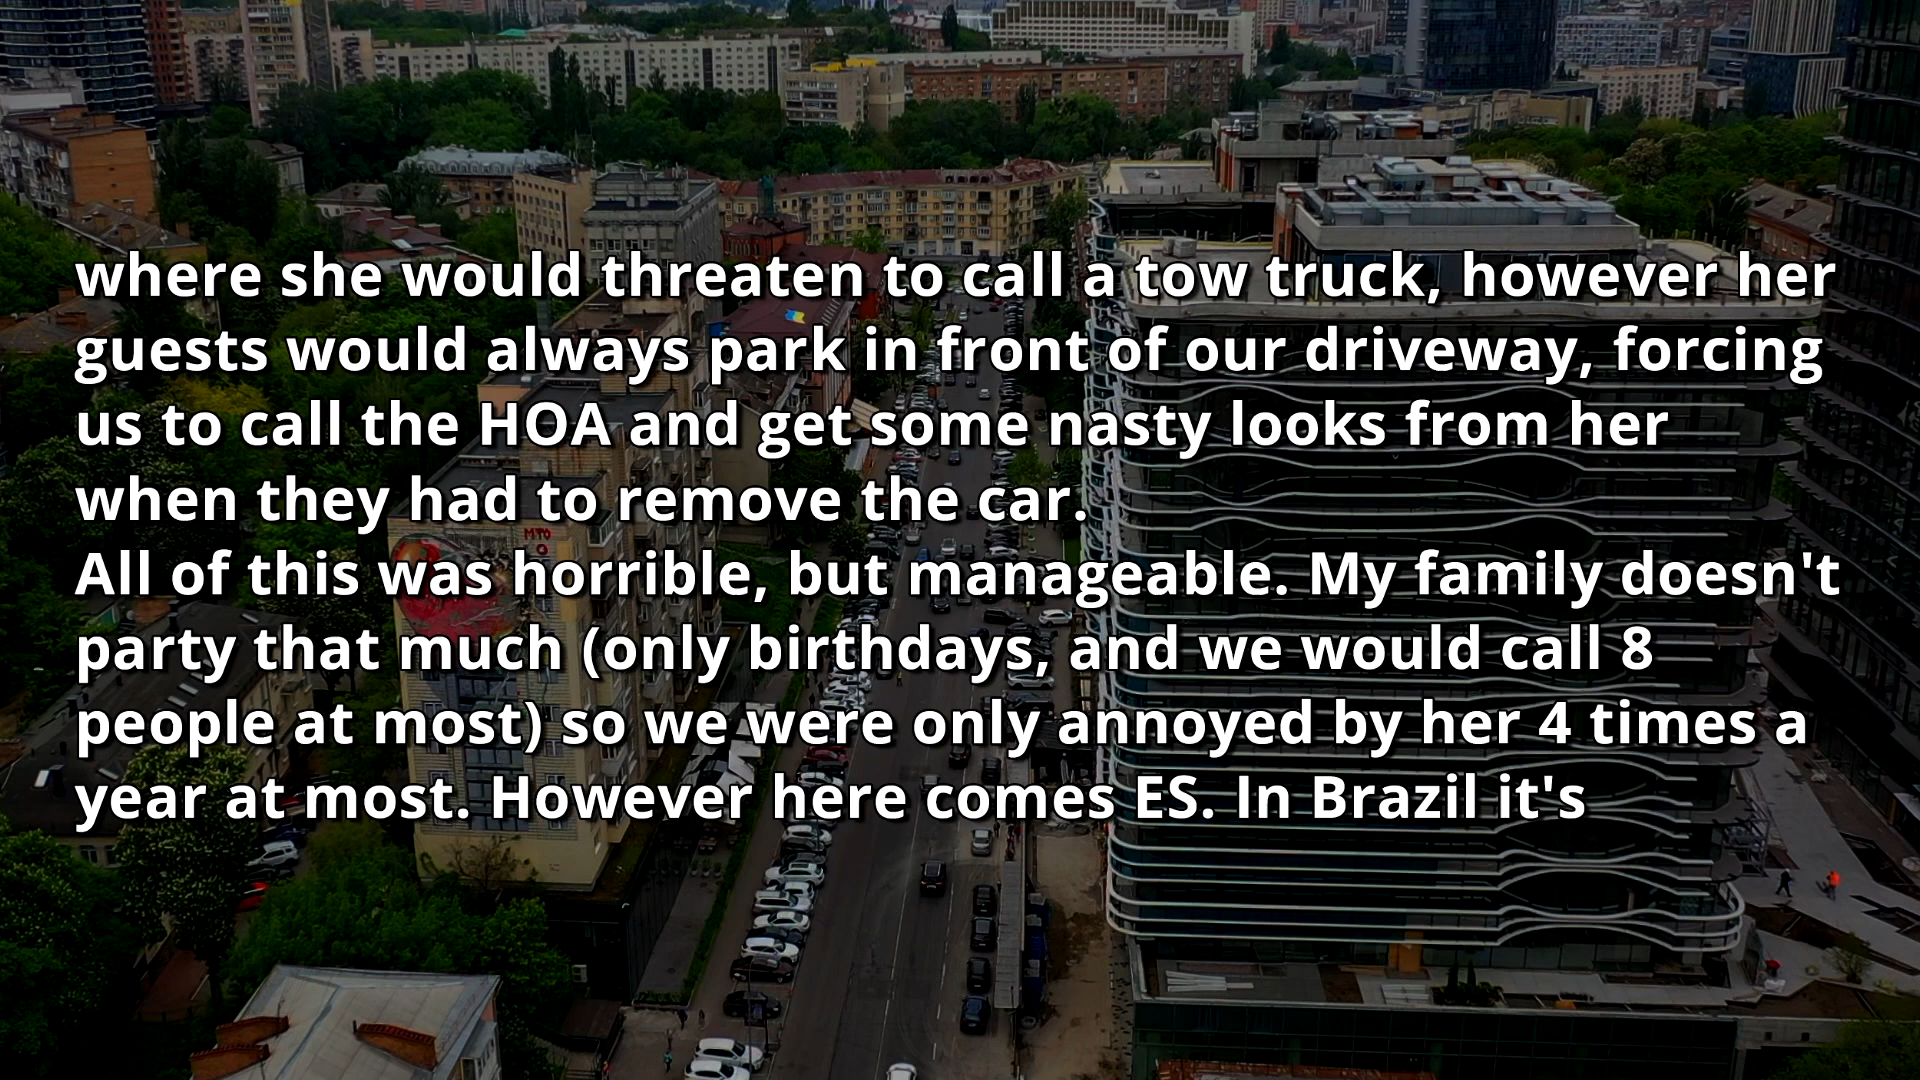 where she would threaten to call a tow truck, however her
guests would always park in front of our driveway, forcing
us to call the HOA and get some nasty looks from her
when they had to remove the car.
All of this was horrible, but manageable. My family doesn't
party that much (only birthdays, and we would call 8
people at most) so we were only annoyed by her 4 times a
year at most. However here comes ES. In Brazil it's
МТО